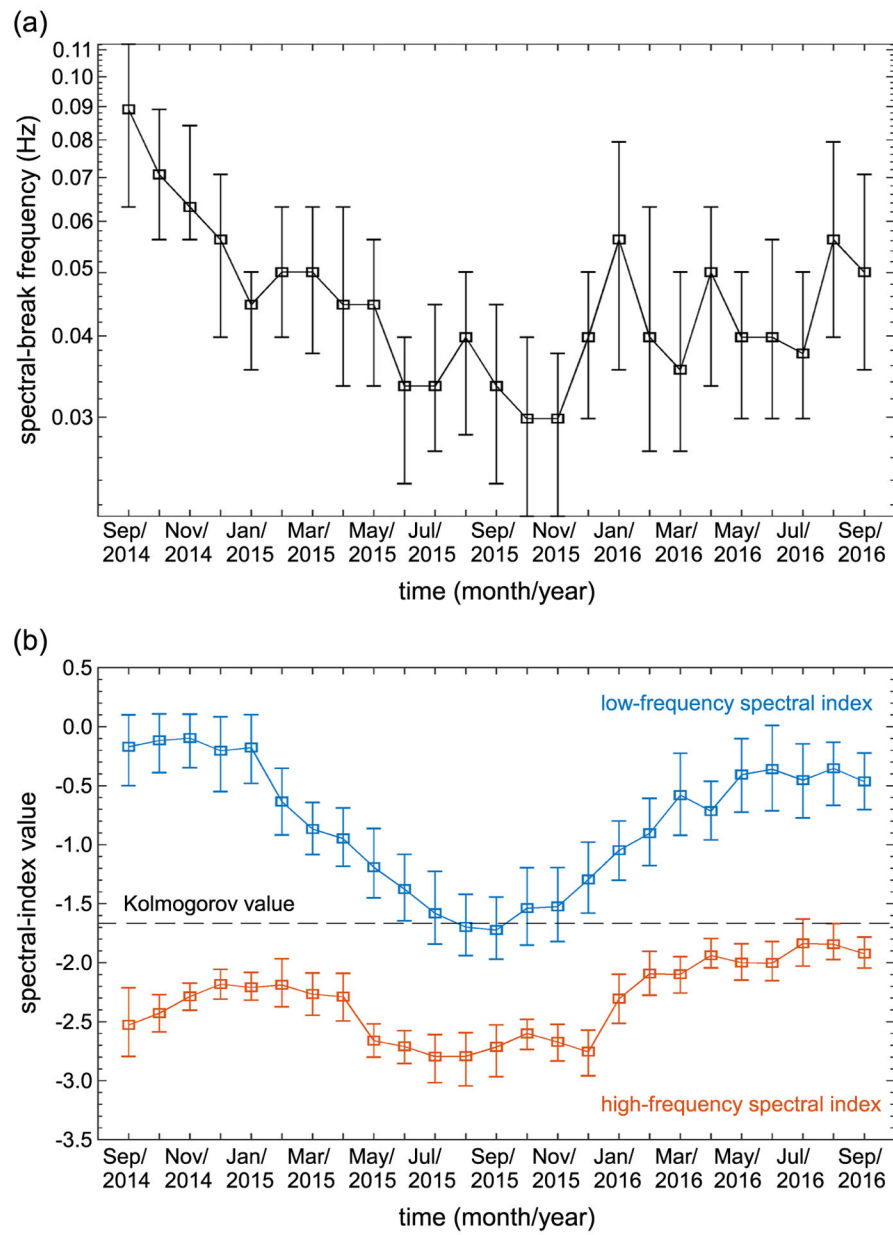 (a)
0.11
0.10
0.09
0.08
0.07
0.06
0.05
0.04
0.03
spectral-break frequency (Hz)
Sep/ Nov/ Jan/ Mar/ May/ Jul/ Sep/ Nov/ Jan/ Mar/ May/ Jul/ Sep/
2014 2014 2015 2015 2015 2015 2015 2015 2016 2016 2016 2016 2016
time (month/year)
(b)
0.5
0.0
-0.5
-1.0
-1.5
-2.0
-2.5
-3.0
-3.5
spectral-index value
low-frequency spectral index
Kolmogorov value
high-frequency spectral index
Sep/ Nov/ Jan/ Mar/ May/ Jul/ Sep/ Nov/ Jan/ Mar/ May/ Jul/ Sep/
2014 2014 2015 2015 2015 2015 2015 2015 2016 2016 2016 2016 2016
time (month/year)